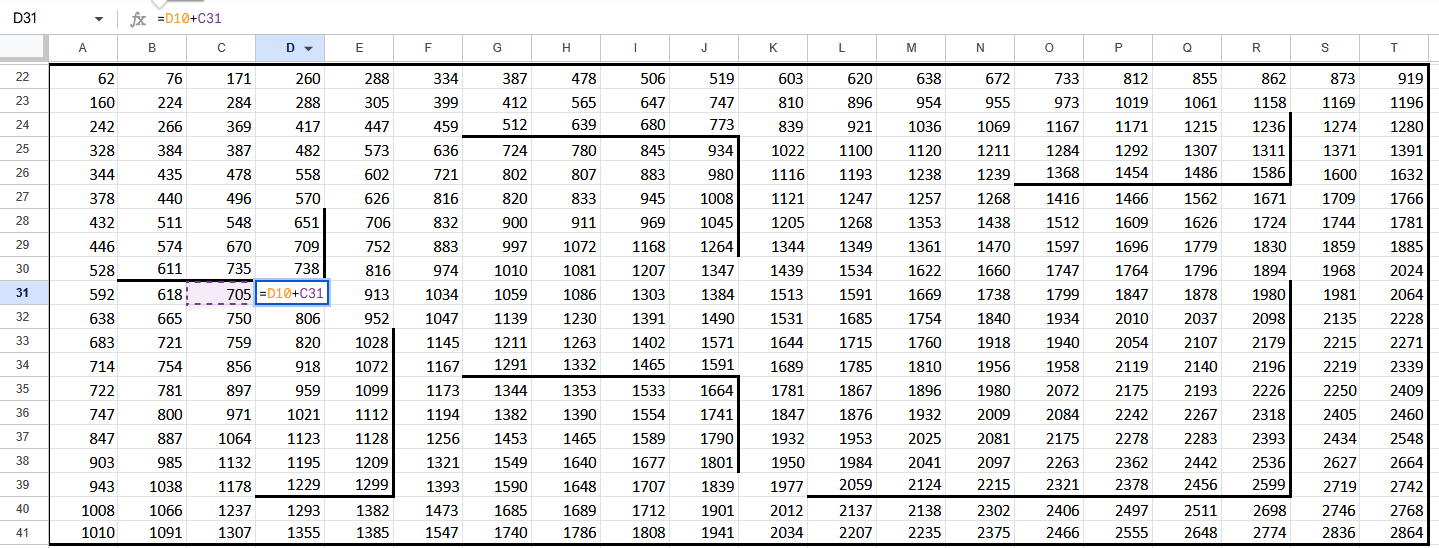 D31 fx =D10+C31
A B C D E F G H I J K L M N O P Q R S T
22 62 76 171 260 288 334 387 478 506 519 603 620 638 672 733 812 855 862 873 919
23 160 224 284 288 305 399 412 565 647 747 810 896 954 955 973 1019 1061 1158 1169 1196
24 242 266 369 417 447 459 512 639 680 773 839 921 1036 1069 1167 1171 1215 1236 1274 1280
25 328 384 387 482 573 636 724 780 845 934 1022 1100 1120 1211 1284 1292 1307 1311 1371 1391
26 344 435 478 558 602 721 802 807 883 980 1116 1193 1238 1239 1368 1454 1486 1586 1600 1632
27 378 440 496 570 626 816 820 833 945 1008 1121 1247 1257 1268 1416 1466 1562 1671 1709 1766
28 432 511 548 651 706 832 900 911 969 1045 1205 1268 1353 1438 1512 1609 1626 1724 1744 1781
29 446 574 670 709 752 883 997 1072 1168 1264 1344 1349 1361 1470 1597 1696 1779 1830 1859 1885
30 528 611 735 738 816 974 1010 1081 1207 1347 1439 1534 1622 1660 1747 1764 1796 1894 1968 2024
31 592 618 705 =D10+C31 913 1034 1059 1086 1303 1384 1513 1591 1669 1738 1799 1847 1878 1980 1981 2064
32 638 665 750 806 952 1047 1139 1230 1391 1490 1531 1685 1754 1840 1934 2010 2037 2098 2135 2228
33 683 721 759 820 1028 1145 1211 1263 1402 1571 1644 1715 1760 1918 1940 2054 2107 2179 2215 2271
34 714 754 856 918 1072 1167 1291 1332 1465 1591 1689 1785 1810 1956 1958 2119 2140 2196 2219 2339
35 722 781 897 959 1099 1173 1344 1353 1533 1664 1781 1867 1896 1980 2072 2175 2193 2226 2250 2409
36 747 800 971 1021 1112 1194 1382 1390 1554 1741 1847 1876 1932 2009 2084 2242 2267 2318 2405 2460
37 847 887 1064 1123 1128 1256 1453 1465 1589 1790 1932 1953 2025 2081 2175 2278 2283 2393 2434 2548
38 903 985 1132 1195 1209 1321 1549 1640 1677 1801 1950 1984 2041 2097 2263 2362 2442 2536 2627 2664
39 943 1038 1178 1229 1299 1393 1590 1648 1707 1839 1977 2059 2124 2215 2321 2378 2456 2599 2719 2742
40 1008 1066 1237 1293 1382 1473 1685 1689 1712 1901 2012 2137 2138 2302 2406 2497 2511 2698 2746 2768
41 1010 1091 1307 1355 1385 1547 1740 1786 1808 1941 2034 2207 2235 2375 2466 2555 2648 2774 2836 2864